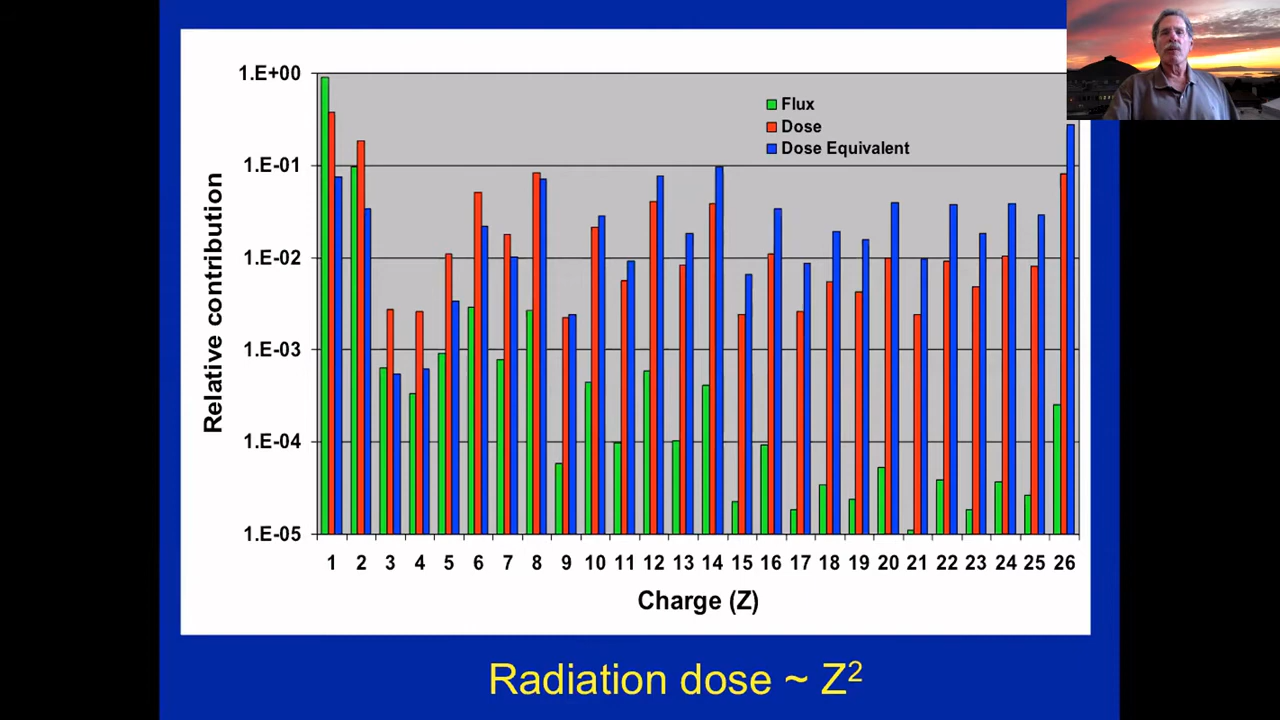 1.E+00
1.E-01
1.E-02
1.E-03
1.E-04
1.E-05
Relative contribution
Flux
Dose
Dose Equivalent
1 2 3 4 5 6 7 8 9 10 11 12 13 14 15 16 17 18 19 20 21 22 23 24 25 26
Charge (Z)
Radiation dose ~ Z²